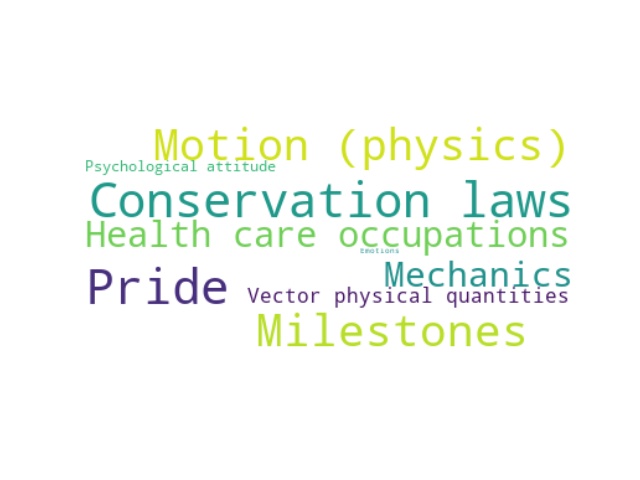 Motion (physics)
Psychological attitude
Conservation laws
Health care occupations
Emotions
Mechanics
Pride
Vector physical quantities
Milestones